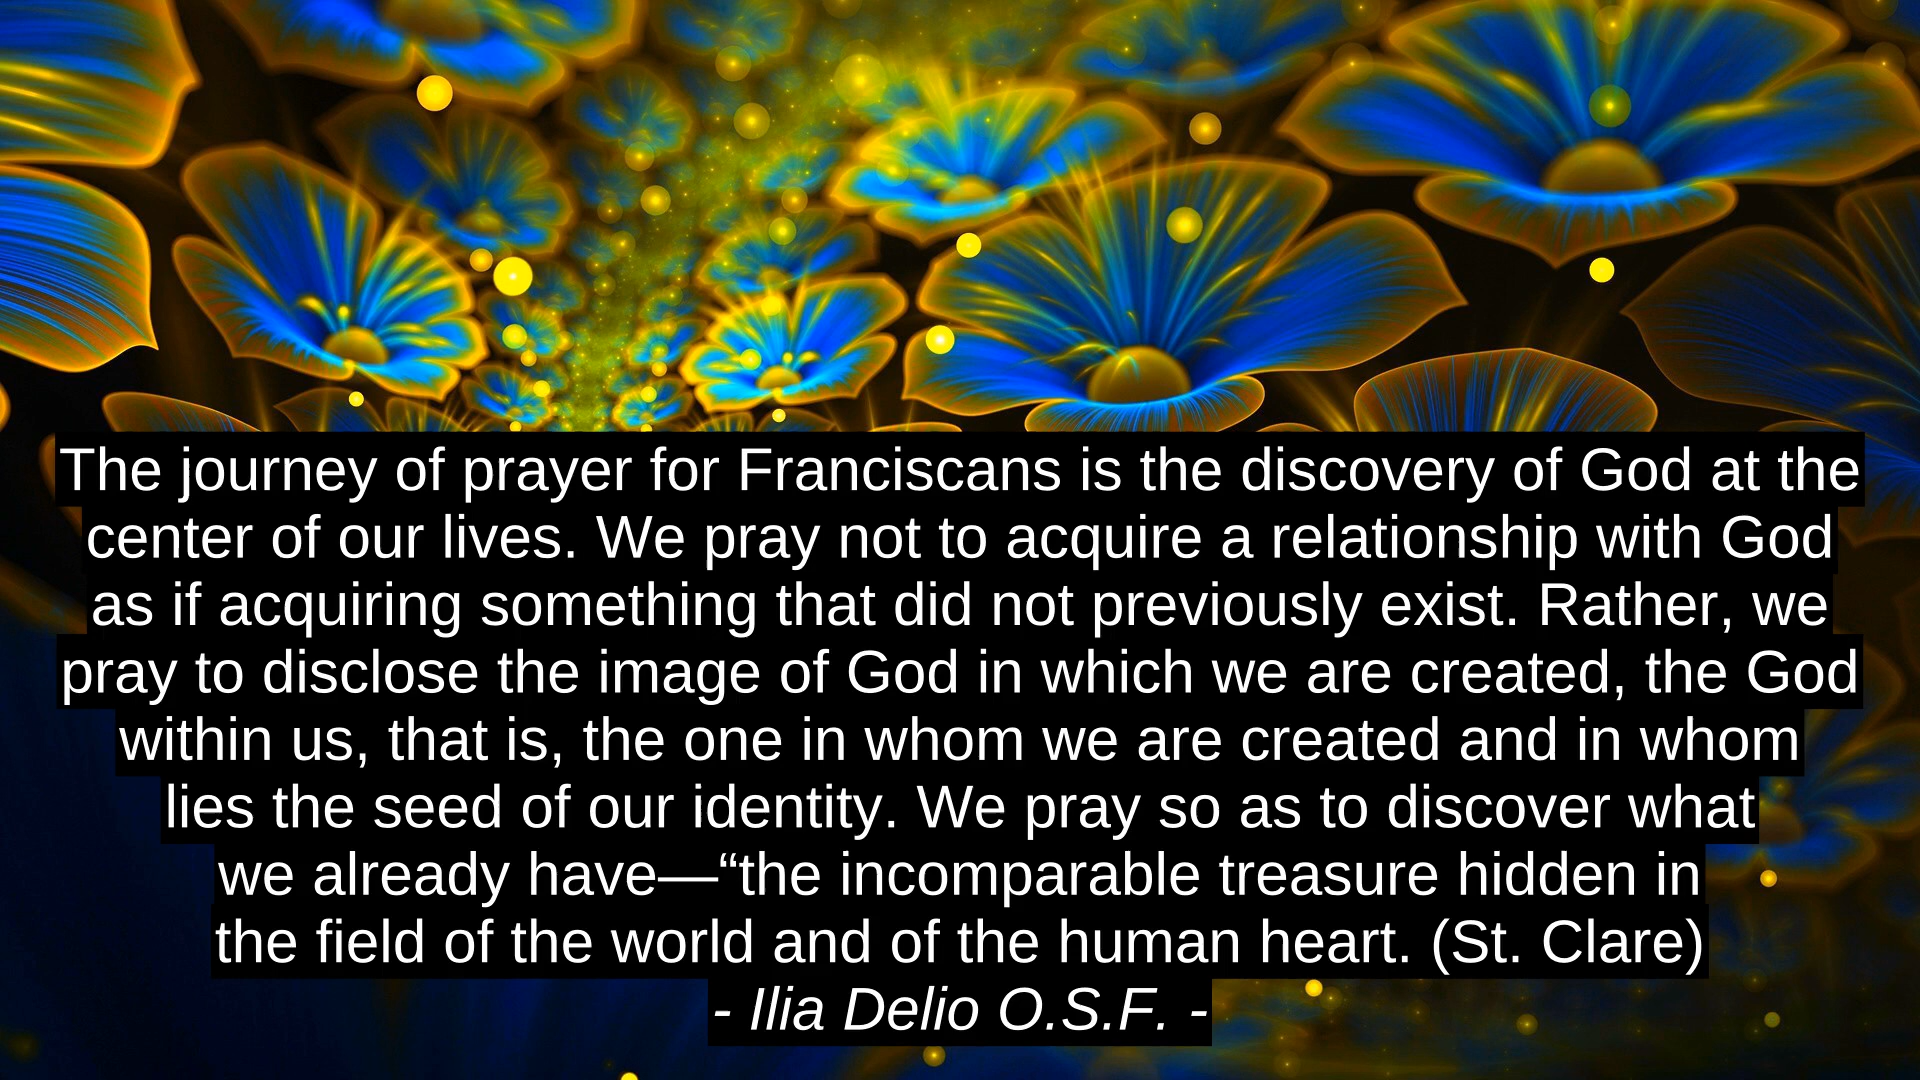 The journey of prayer for Franciscans is the discovery of God at the
center of our lives. We pray not to acquire a relationship with God
as if acquiring something that did not previously exist. Rather, we
pray to disclose the image of God in which we are created, the God
within us, that is, the one in whom we are created and in whom
lies the seed of our identity. We pray so as to discover what
we already have—“the incomparable treasure hidden in
the field of the world and of the human heart. (St. Clare)
- Ilia Delio O.S.F. -